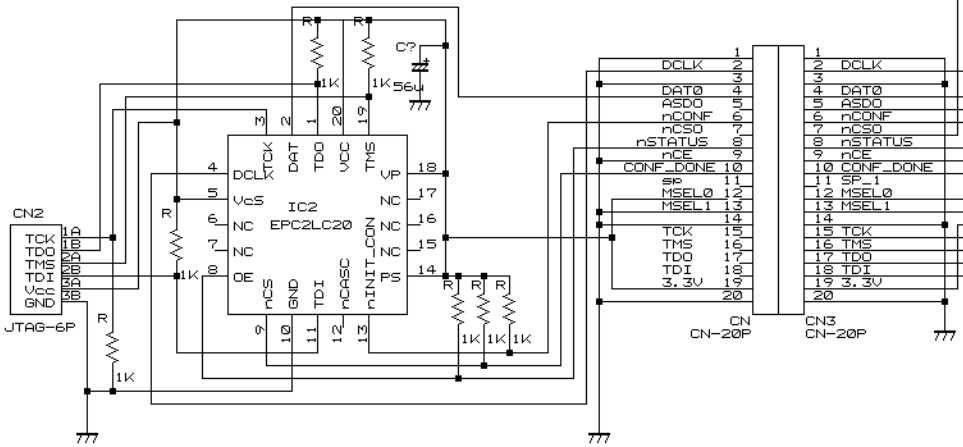 R
R
C?
+
1K
1K
56u
3
2
1
20
19
TCK
DAT
TDO
VCC
TMS
4
DCLK
VP
18
5
VcS
NC
17
6
NC
NC
16
7
NC
NC
15
8
OE
PS
14
IC2
EPC2LC20
nCS
GND
TDI
nCASC
nINIT_CON
9
10
11
12
13
R
1K
R
R
R
1K
1K
1K
CN2
TCK
1A
TDO
1B
TMS
2A
TDI
2B
Vcc
3A
GND
3B
JTAG-6P
R
1K
1
DCLK 2
3
DAT0 4
ASDO 5
nCONF 6
nCSO 7
nSTATUS 8
nCE 9
CONF_DONE 10
sp 11
MSEL0 12
MSEL1 13
14
TCK 15
TMS 16
TDO 17
TDI 18
3.3V 19
20
CN
CN-20P
1
2 DCLK
3
4 DAT0
5 ASDO
6 nCONF
7 nCSO
8 nSTATUS
9 nCE
10 CONF_DONE
11 SP_1
12 MSEL0
13 MSEL1
14
15 TCK
16 TMS
17 TDO
18 TDI
19 3.3V
20
CN3
CN-20P